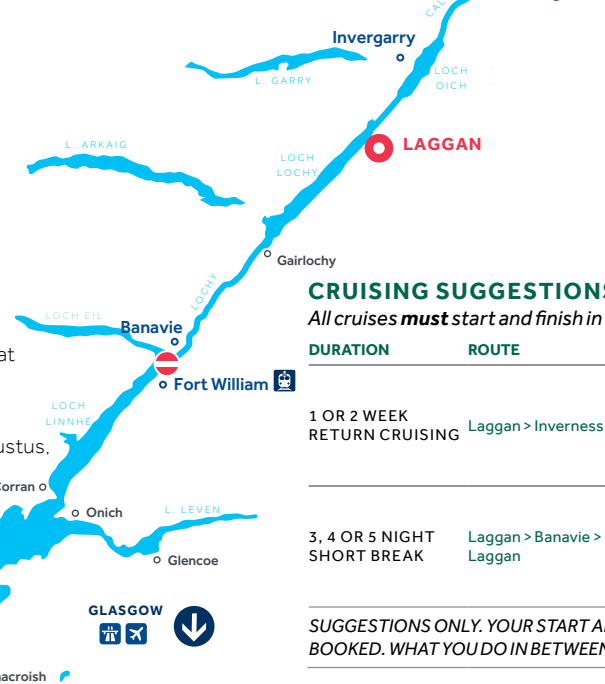 CAL
Invergarry
LOCH
OICH
L. GARRY
LAGGAN
L. ARKAIG
LOCH
LOCHY
Gairlochy
LOCHY
CRUISING SUGGESTIONS
All cruises must start and finish in
LOCH EIL
Banavie
at
DURATION ROUTE
Fort William
1 OR 2 WEEK
RETURN CRUISING
Laggan > Inverness
LOCH
LINNHE
ustus,
Corran
Onich
L. LEVEN
3, 4 OR 5 NIGHT
SHORT BREAK
Laggan > Banavie >
Laggan
Glencoe
GLASGOW
SUGGESTIONS ONLY. YOUR START A
BOOKED. WHAT YOU DO IN BETWEEN
nacroish